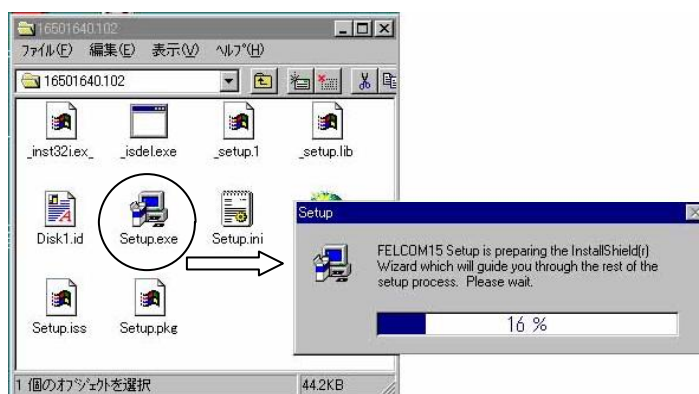 16501640.102
ファイル(F) 編集(E) 表示(V) ヘルプ(H)
16501640.102
_inst32i.ex_ _isdel.exe _setup.1 _setup.lib
Disk1.id Setup.exe Setup.ini
Setup.iss Setup.pkg
1 個のオブジェクトを選択 44.2KB
Setup
FELCOM15 Setup is preparing the InstallShield(r)
Wizard which will guide you through the rest of the
setup process. Please wait.
16 %